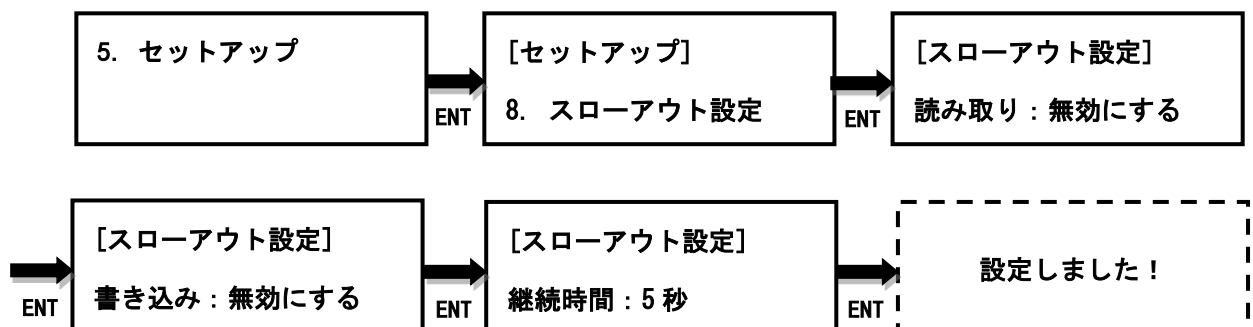 5. セットアップ
ENT
[セットアップ]
8. スローアウト設定
ENT
[スローアウト設定]
読み取り：無効にする
ENT
[スローアウト設定]
書き込み：無効にする
ENT
[スローアウト設定]
継続時間：5 秒
ENT
設定しました！